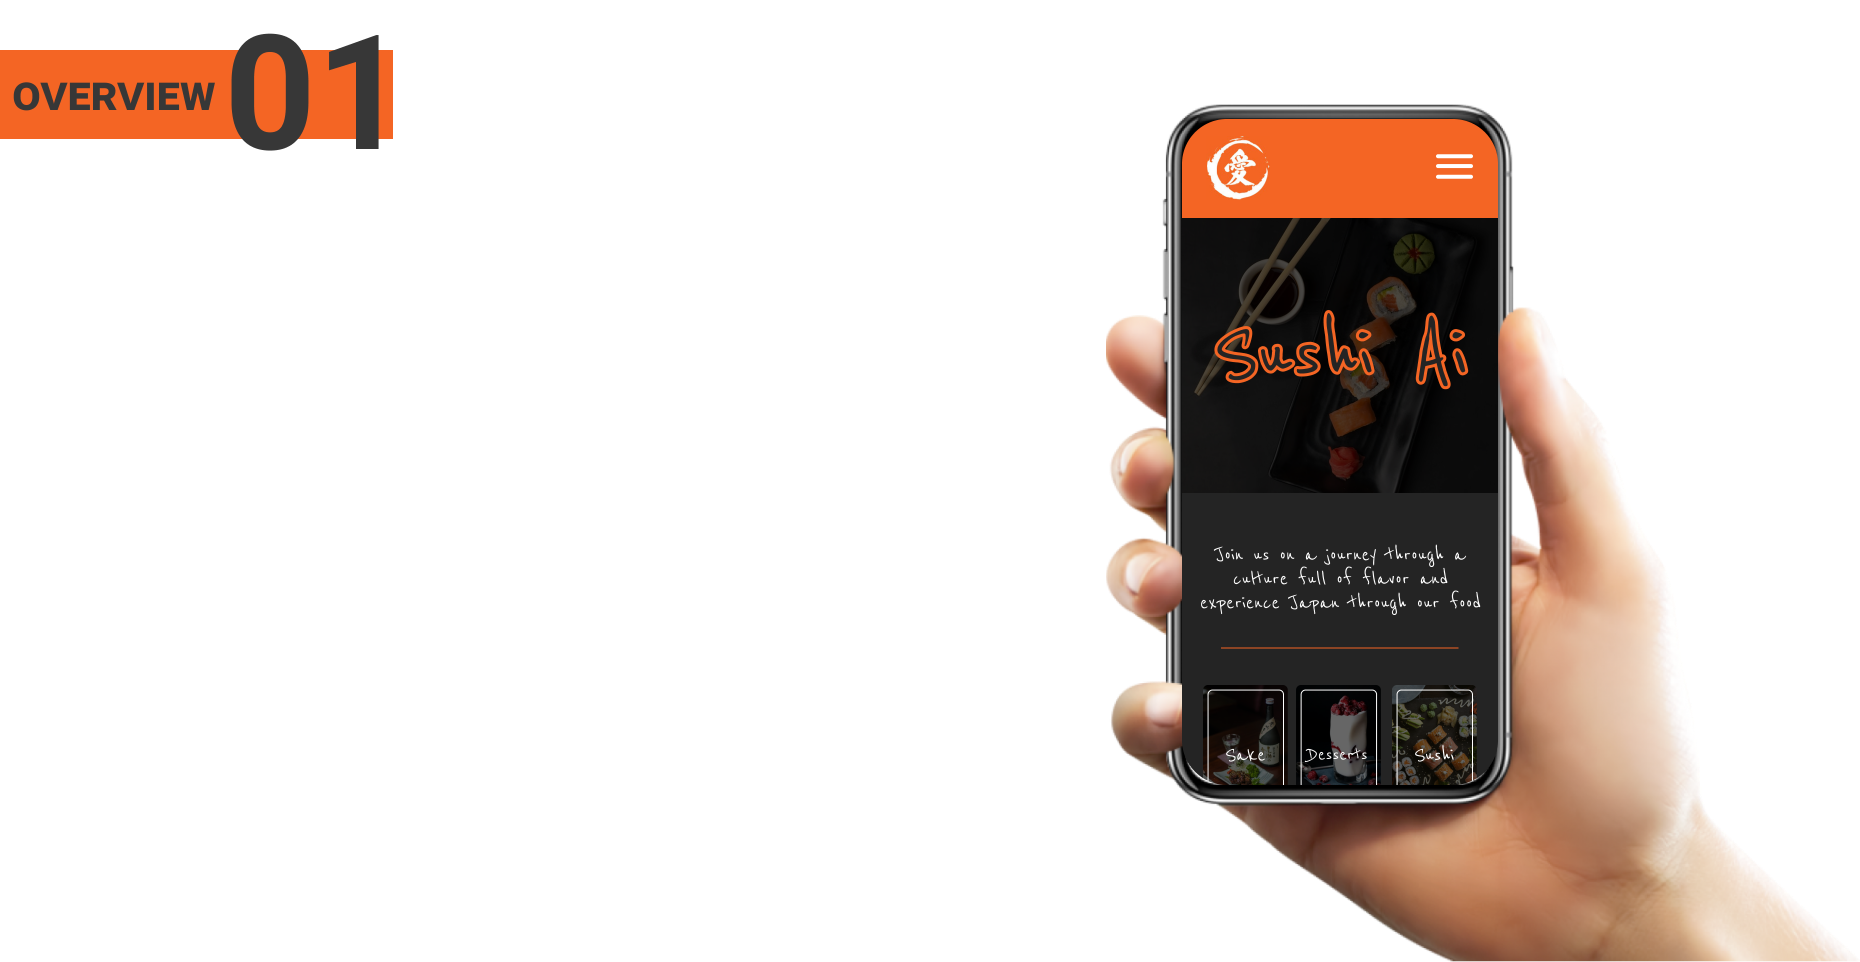 OVERVIEW 01
愛
Sushi Ai
Join us on a journey through a
culture full of flavor and
experience Japan through our food
Sake
Desserts
Sushi